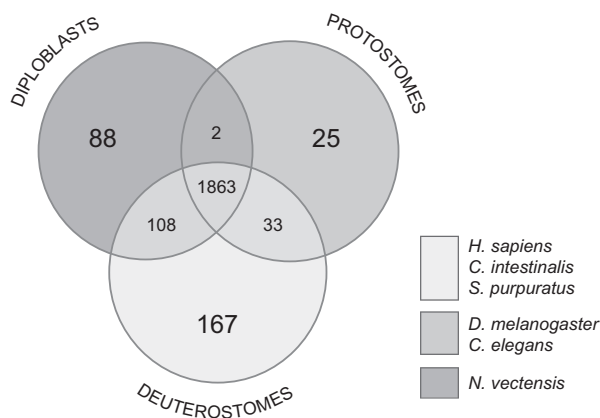 DIPLOBLASTS
PROTOSTOMES
88
2
25
1863
108
33
167
DEUTEROSTOMES
H. sapiens
C. intestinalis
S. purpuratus
D. melanogaster
C. elegans
N. vectensis